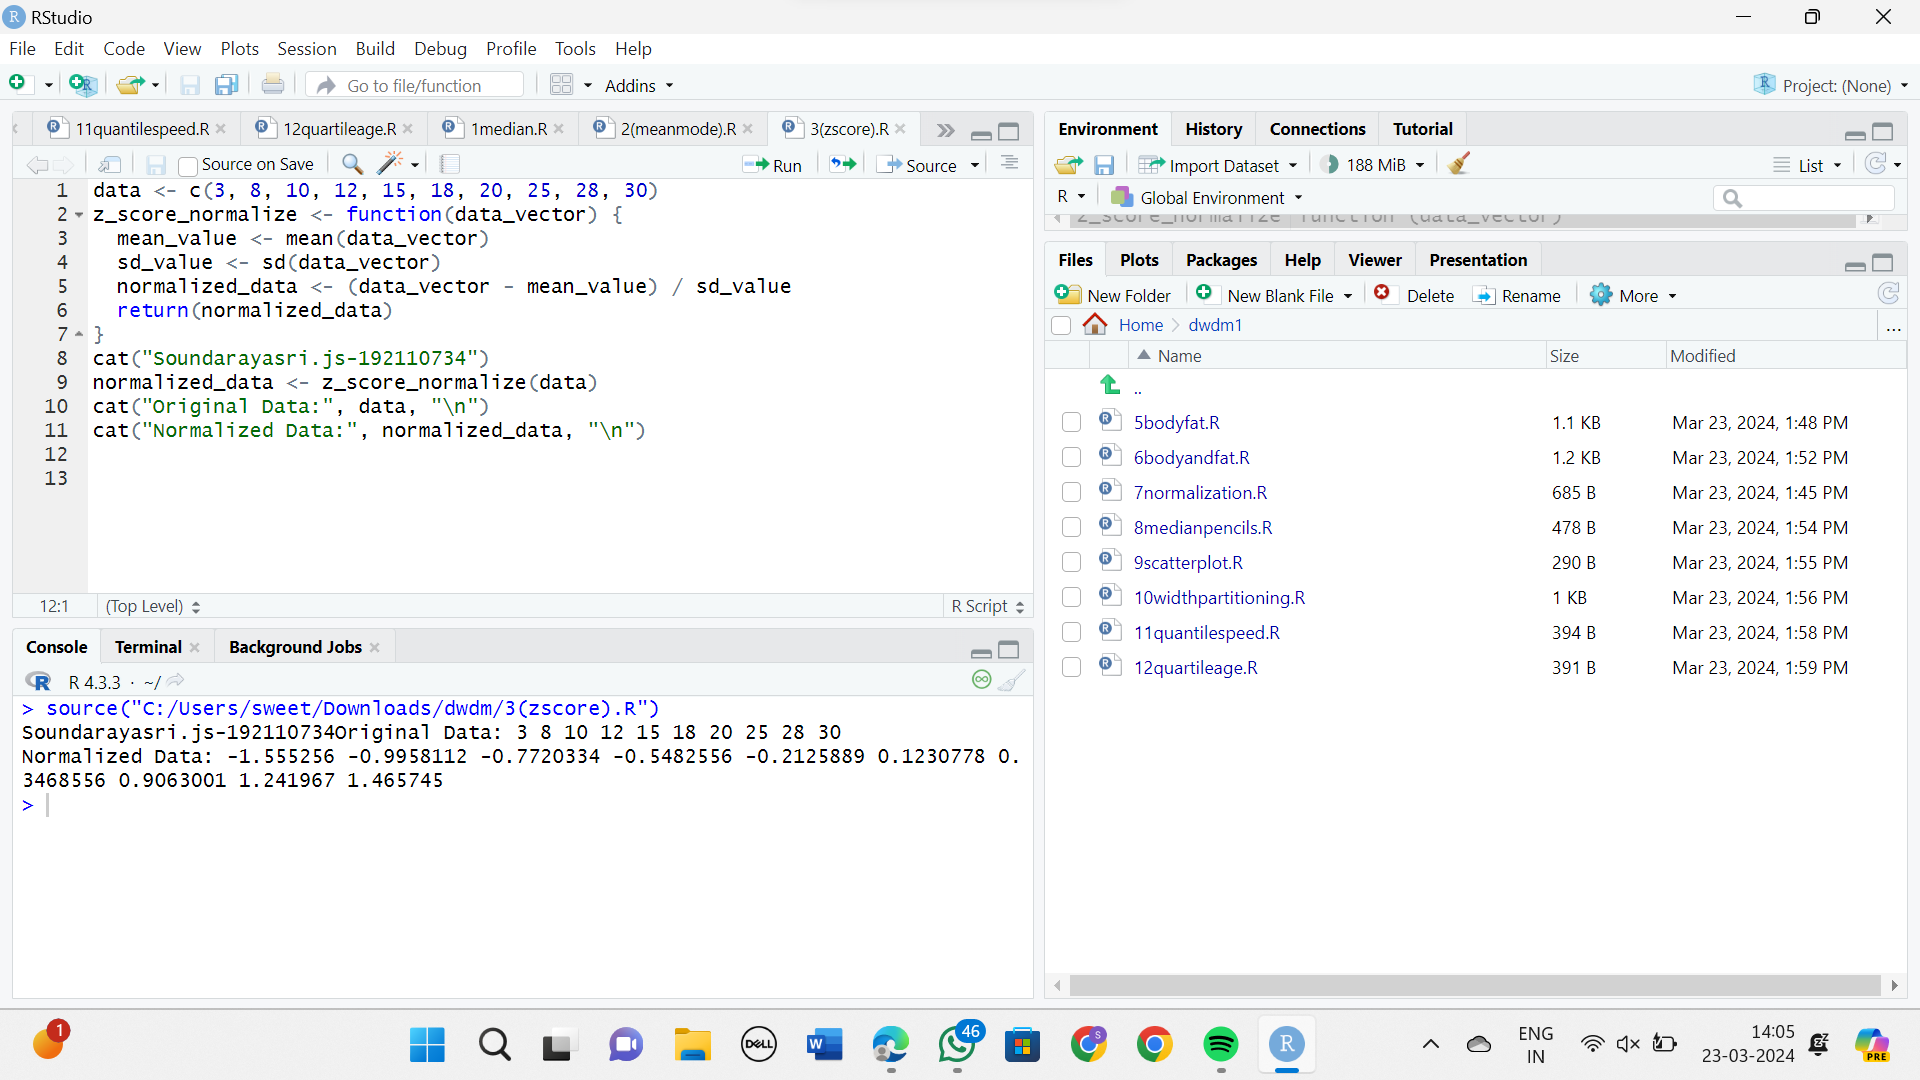 RStudio
File Edit Code View Plots Session Build Debug Profile Tools Help
Go to file/function Addins Project: (None)
11quantilespeed.R 12quartileage.R 1median.R 2(meanmode).R 3(zscore).R
Source on Save Run Source
1 data <- c(3, 8, 10, 12, 15, 18, 20, 25, 28, 30)
2 z_score_normalize <- function(data_vector) {
3 mean_value <- mean(data_vector)
4 sd_value <- sd(data_vector)
5 normalized_data <- (data_vector - mean_value) / sd_value
6 return(normalized_data)
7 }
8 cat("Soundarayasri.js-192110734")
9 normalized_data <- z_score_normalize(data)
10 cat("Original Data:", data, "\n")
11 cat("Normalized Data:", normalized_data, "\n")
12
13
12:1 (Top Level) R Script
Console Terminal Background Jobs
R 4.3.3 · ~/
> source("C:/Users/sweet/Downloads/dwdm/3(zscore).R")
Soundarayasri.js-192110734Original Data: 3 8 10 12 15 18 20 25 28 30
Normalized Data: -1.555256 -0.9958112 -0.7720334 -0.5482556 -0.2125889 0.1230778 0.
3468556 0.9063001 1.241967 1.465745
>
Environment History Connections Tutorial
Import Dataset 188 MiB List
R Global Environment
z_score_normalize function (data_vector)
Files Plots Packages Help Viewer Presentation
New Folder New Blank File Delete Rename More
Home dwdm1 ...
Name Size Modified
..
5bodyfat.R 1.1 KB Mar 23, 2024, 1:48 PM
6bodyandfat.R 1.2 KB Mar 23, 2024, 1:52 PM
7normalization.R 685 B Mar 23, 2024, 1:45 PM
8medianpencils.R 478 B Mar 23, 2024, 1:54 PM
9scatterplot.R 290 B Mar 23, 2024, 1:55 PM
10widthpartitioning.R 1 KB Mar 23, 2024, 1:56 PM
11quantilespeed.R 394 B Mar 23, 2024, 1:58 PM
12quartileage.R 391 B Mar 23, 2024, 1:59 PM
1 DELL W 46 S R ENG 14:05
IN 23-03-2024 PRE